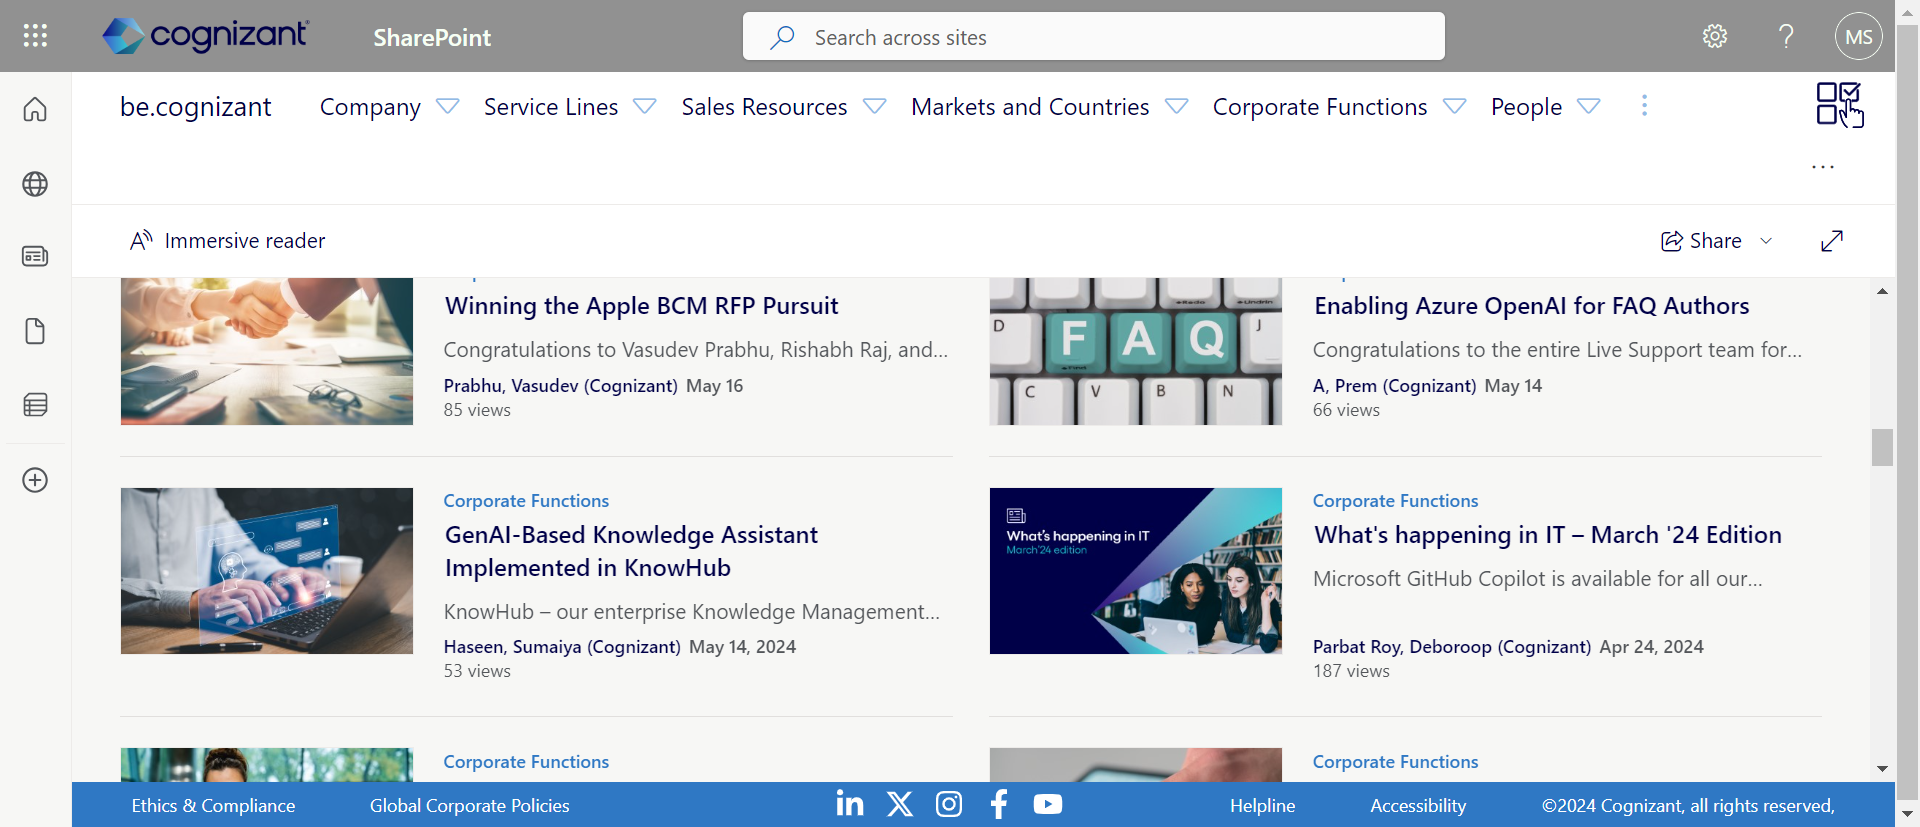 cognizant
SharePoint
Search across sites
MS
be.cognizant
Company
Service Lines
Sales Resources
Markets and Countries
Corporate Functions
People
Immersive reader
Share
Winning the Apple BCM RFP Pursuit
Congratulations to Vasudev Prabhu, Rishabh Raj, and...
Prabhu, Vasudev (Cognizant) May 16
85 views
D
F
A
Q
J
C
V
B
N
Enabling Azure OpenAI for FAQ Authors
Congratulations to the entire Live Support team for...
A, Prem (Cognizant) May 14
66 views
Corporate Functions
GenAI-Based Knowledge Assistant
Implemented in KnowHub
KnowHub – our enterprise Knowledge Management...
Haseen, Sumaiya (Cognizant) May 14, 2024
53 views
What's happening in IT
March'24 edition
Corporate Functions
What's happening in IT – March '24 Edition
Microsoft GitHub Copilot is available for all our...
Parbat Roy, Deboroop (Cognizant) Apr 24, 2024
187 views
Corporate Functions
Corporate Functions
Ethics & Compliance
Global Corporate Policies
Helpline
Accessibility
©2024 Cognizant, all rights reserved,